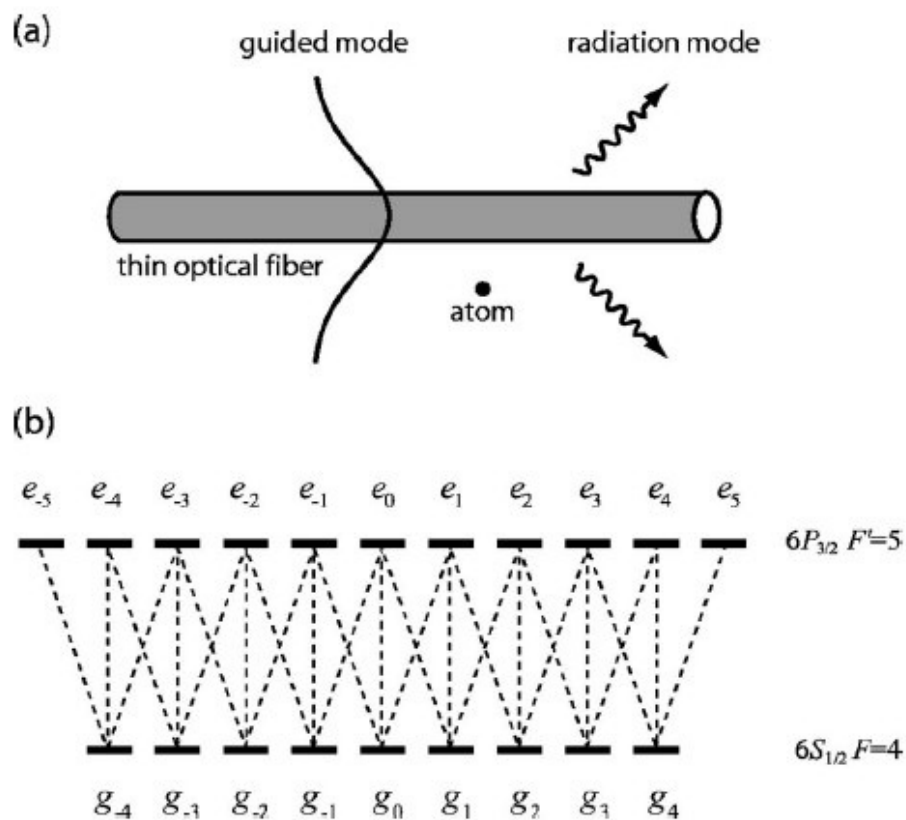 (a)
guided mode
radiation mode
thin optical fiber
atom
(b)
e₋₅ e₋₄ e₋₃ e₋₂ e₋₁ e₀ e₁ e₂ e₃ e₄ e₅
6P₃/₂ F'=5
6S₁/₂ F=4
g₋₄ g₋₃ g₋₂ g₋₁ g₀ g₁ g₂ g₃ g₄